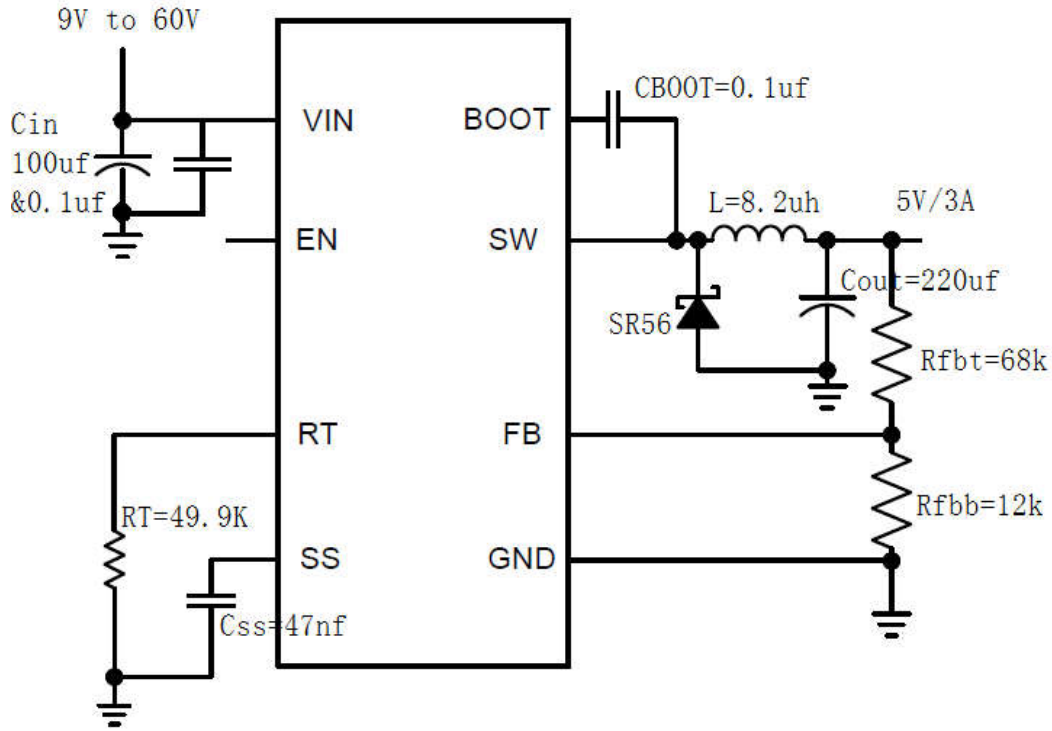 9V to 60V
Cin
100uf
&0.1uf
VIN
BOOT
CBOOT=0.1uf
EN
SW
L=8.2uh
5V/3A
SR56
Cout=220uf
Rfbt=68k
RT
FB
RT=49.9K
Rfbb=12k
SS
GND
Css=47nf